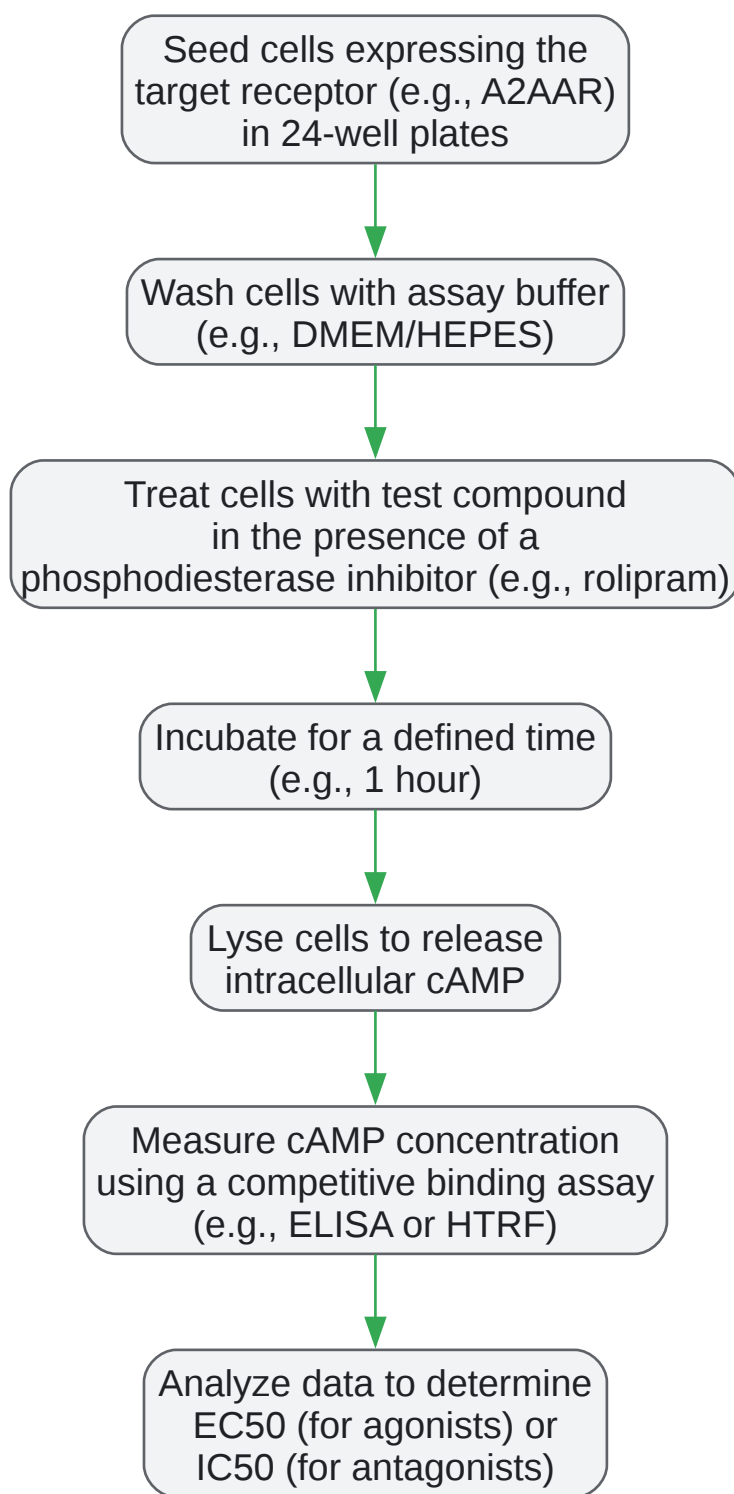 Seed cells expressing the
target receptor (e.g., A2AAR)
in 24-well plates
Wash cells with assay buffer
(e.g., DMEM/HEPES)
Treat cells with test compound
in the presence of a
phosphodiesterase inhibitor (e.g., rolipram)
Incubate for a defined time
(e.g., 1 hour)
Lyse cells to release
intracellular cAMP
Measure cAMP concentration
using a competitive binding assay
(e.g., ELISA or HTRF)
Analyze data to determine
EC50 (for agonists) or
IC50 (for antagonists)